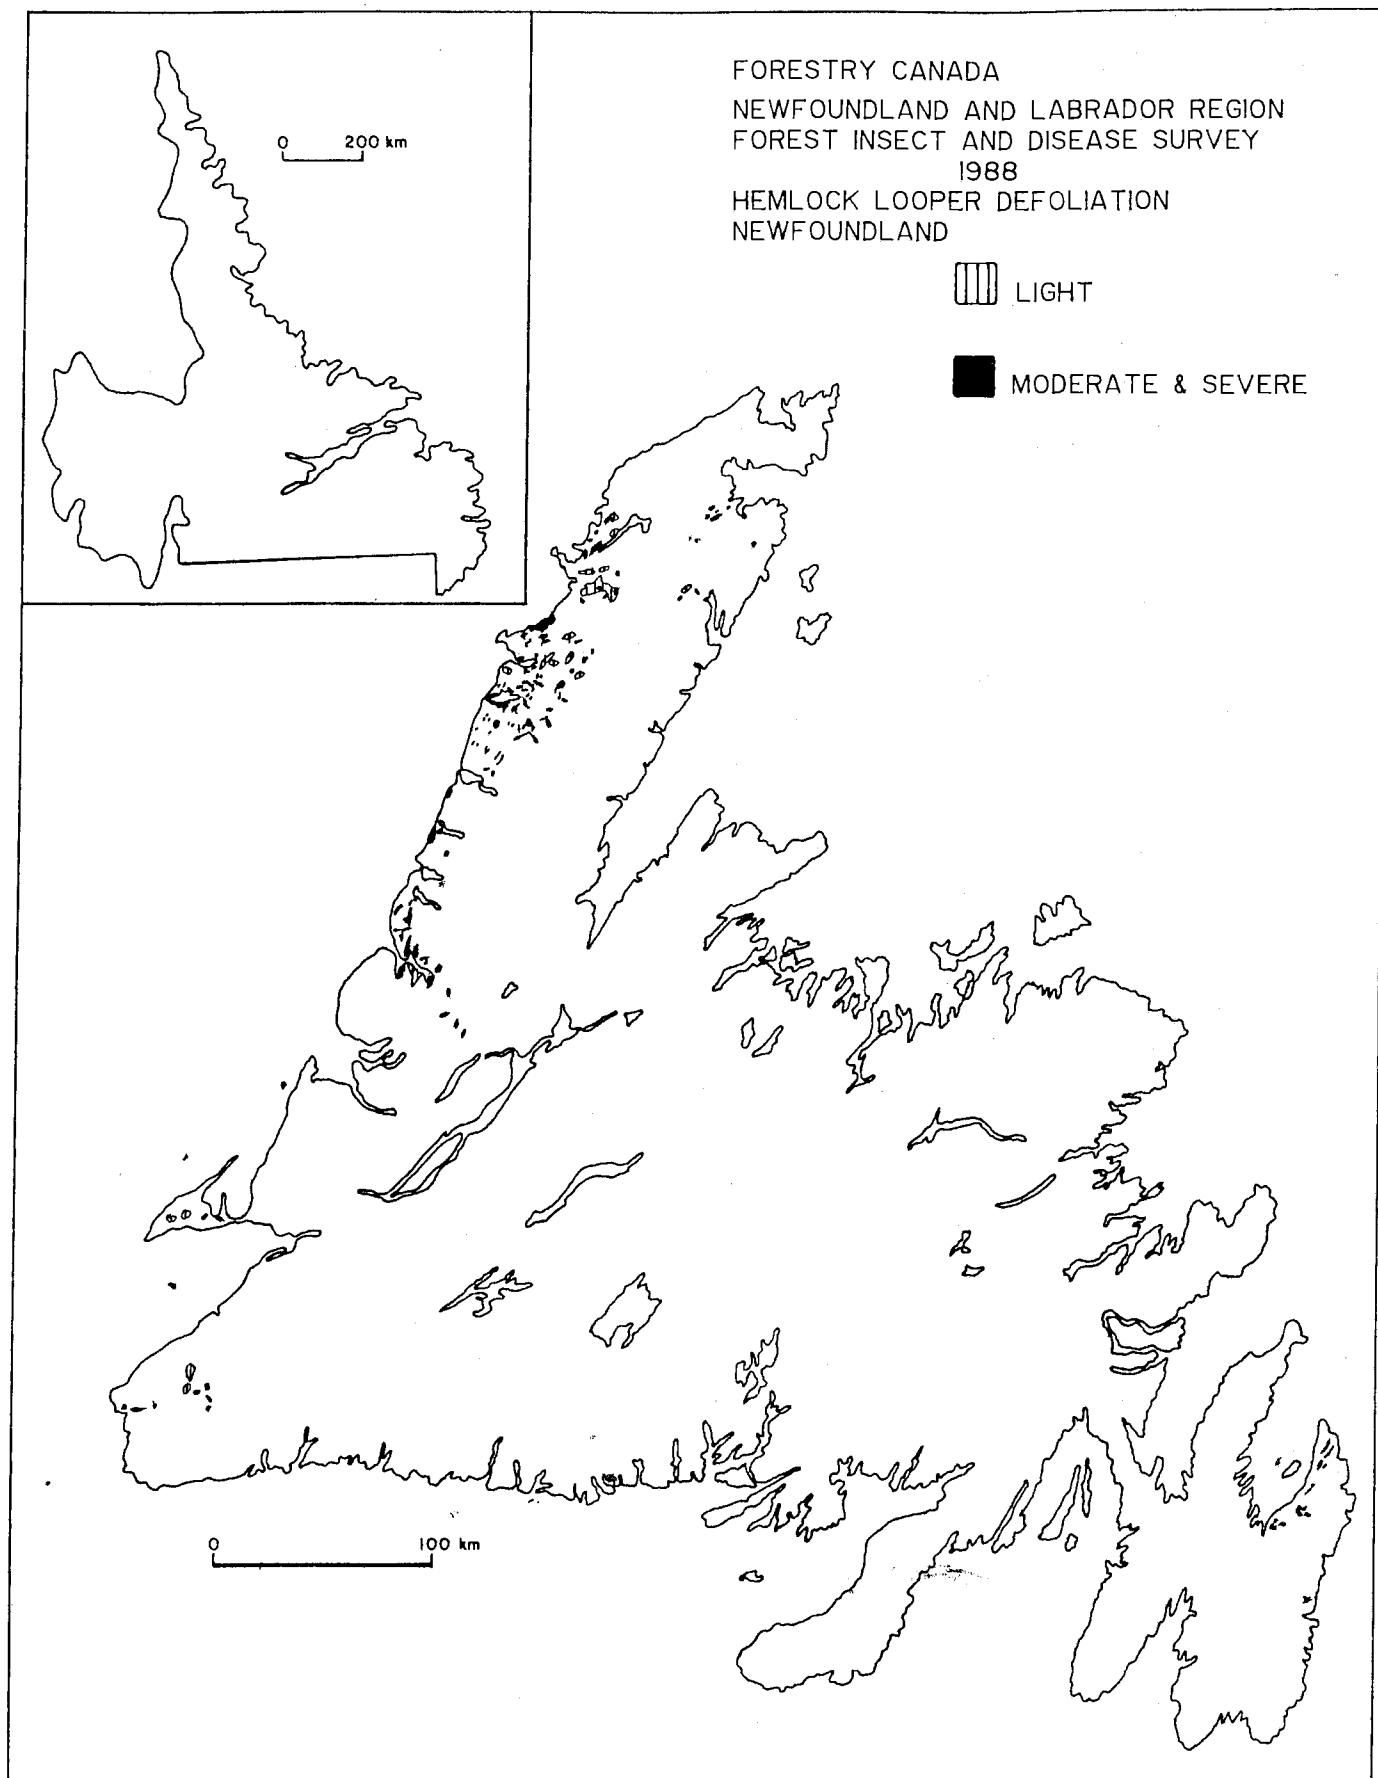 FORESTRY CANADA
NEWFOUNDLAND AND LABRADOR REGION
FOREST INSECT AND DISEASE SURVEY
1988
HEMLOCK LOOPER DEFOLIATION
NEWFOUNDLAND
LIGHT
MODERATE & SEVERE
0 200 km
0 100 km